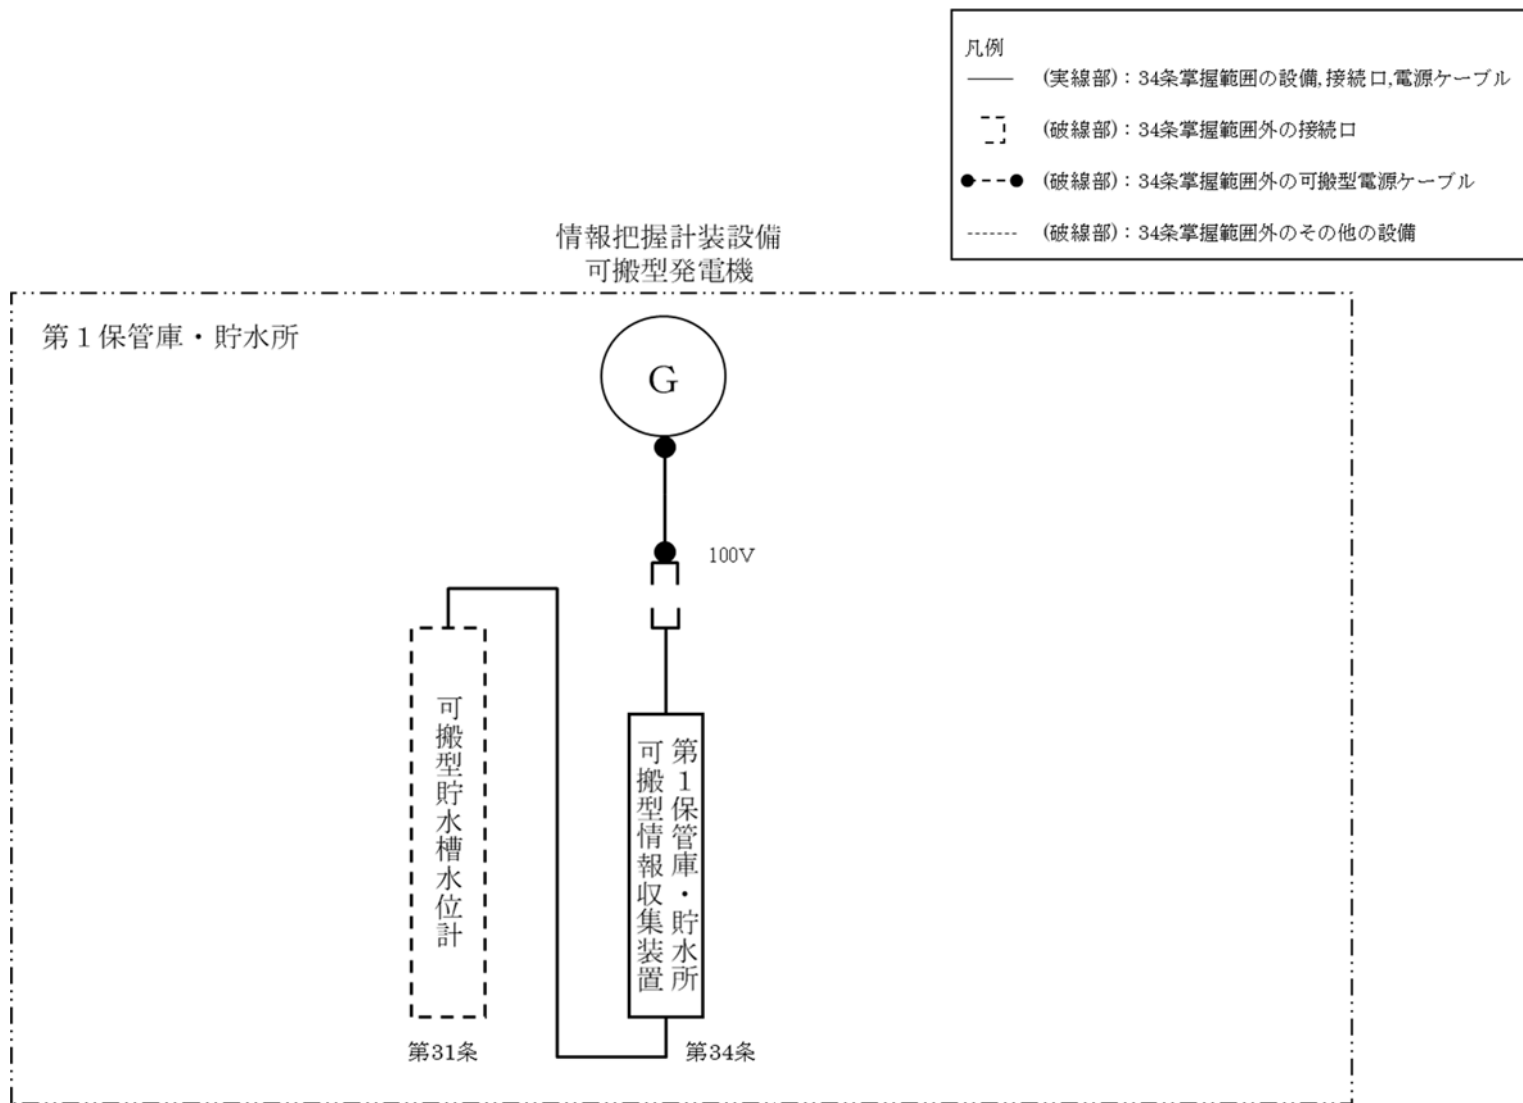 凡例
(実線部)：34条掌握範囲の設備,接続口,電源ケーブル
(破線部)：34条掌握範囲外の接続口
(破線部)：34条掌握範囲外の可搬型電源ケーブル
(破線部)：34条掌握範囲外のその他の設備
情報把握計装設備
可搬型発電機
第１保管庫・貯水所
G
100V
可搬型貯水槽水位計
第１保管庫・貯水所
可搬型情報収集装置
第31条
第34条